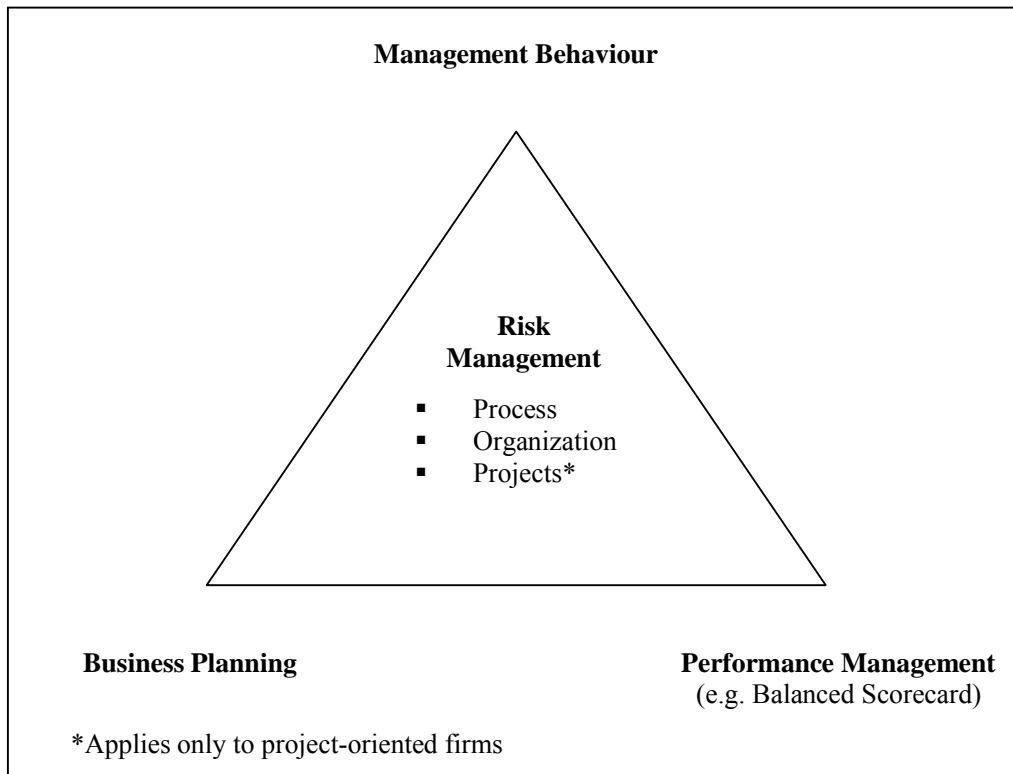 Management Behaviour
Risk
Management
▪ Process
▪ Organization
▪ Projects*
Business Planning
Performance Management
(e.g. Balanced Scorecard)
*Applies only to project-oriented firms